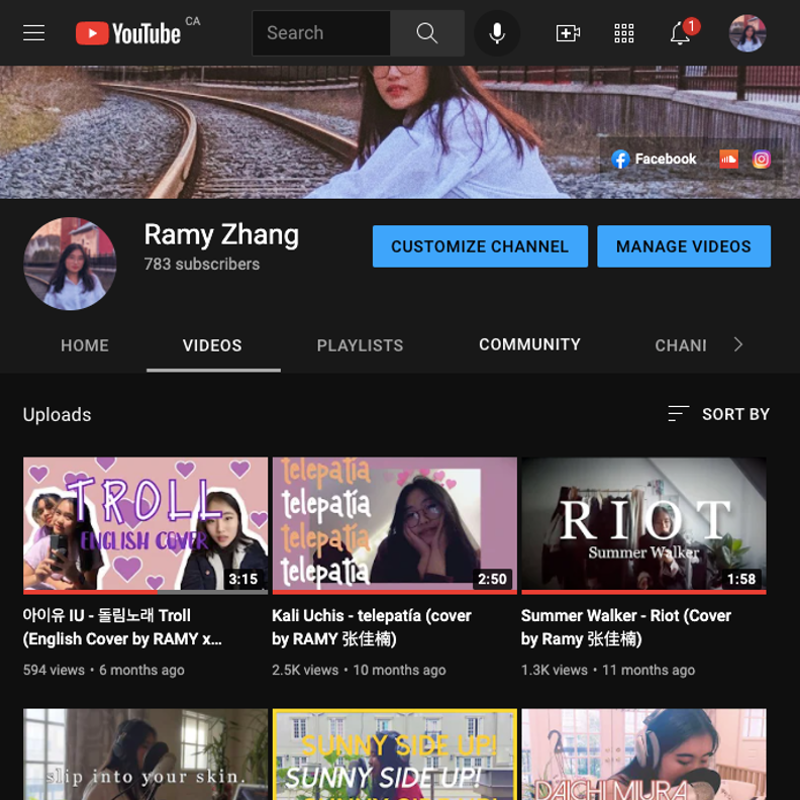 YouTube CA
Search
1
Facebook
Ramy Zhang
783 subscribers
CUSTOMIZE CHANNEL
MANAGE VIDEOS
HOME
VIDEOS
PLAYLISTS
COMMUNITY
CHANI
Uploads
SORT BY
TROLL
ENGLISH COVER
3:15
telepatía
telepatía
telepatía
telepatía
2:50
RIOT
Summer Walker
1:58
아이유 IU - 돌림노래 Troll
(English Cover by RAMY x...
594 views • 6 months ago
Kali Uchis - telepatía (cover
by RAMY 张佳楠)
2.5K views • 10 months ago
Summer Walker - Riot (Cover
by Ramy 张佳楠)
1.3K views • 11 months ago
slip into your skin.
SUNNY SIDE UP!
SUNNY SIDE UP!
SUNNY SIDE UP!
DAICHI MIURA